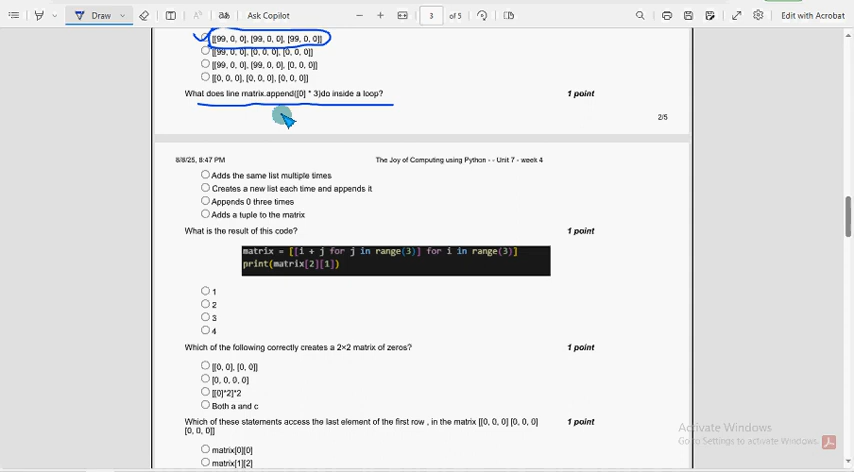 Draw
Ask Copilot
3 of 5
Edit with Acrobat
[[99, 0, 0], [99, 0, 0], [99, 0, 0]]
[[99, 0, 0], [0, 0, 0], [0, 0, 0]]
[[99, 0, 0], [99, 0, 0], [0, 0, 0]]
[[0, 0, 0], [0, 0, 0], [0, 0, 0]]
What does line matrix.append([0] * 3)do inside a loop? 1 point
2/5
8/8/25, 8:47 PM The Joy of Computing using Python - - Unit 7 - week 4
Adds the same list multiple times
Creates a new list each time and appends it
Appends 0 three times
Adds a tuple to the matrix
What is the result of this code? 1 point
matrix = [[i + j for j in range(3)] for i in range(3)]
print(matrix[2][1])
1
2
3
4
Which of the following correctly creates a 2×2 matrix of zeros? 1 point
[[0, 0], [0, 0]]
[0, 0, 0, 0]
[[0]*2]*2
Both a and c
Which of these statements access the last element of the first row , in the matrix [[0, 0, 0] [0, 0, 0] 1 point
[0, 0, 0]]
matrix[0][0]
matrix[1][2]
Activate Windows
Go to Settings to activate Windows.